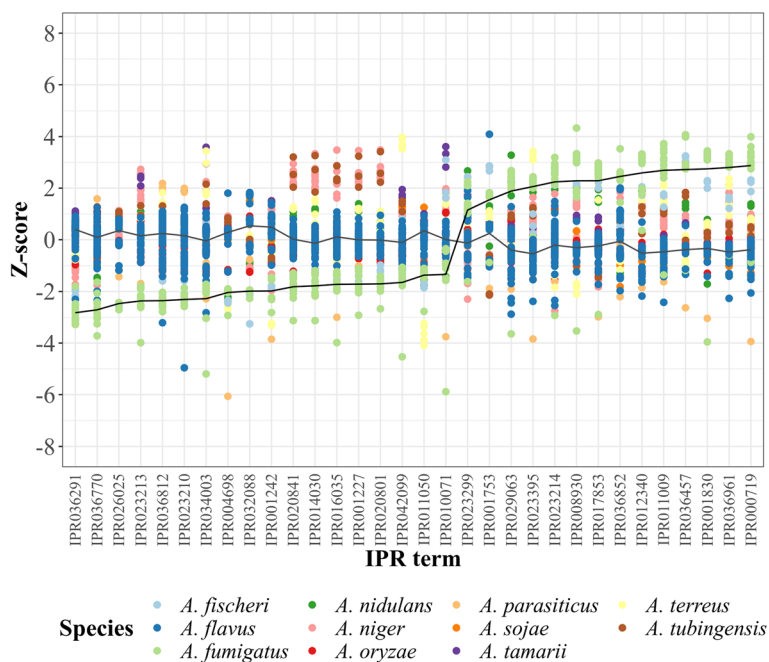 8
6
4
2
0
-2
-4
-6
-8
Z-score
IPR036291
IPR036770
IPR026025
IPR023213
IPR036812
IPR023210
IPR034003
IPR004698
IPR032088
IPR001242
IPR020841
IPR014030
IPR016035
IPR001227
IPR020801
IPR042099
IPR011050
IPR010071
IPR023299
IPR001753
IPR029063
IPR023395
IPR023214
IPR008930
IPR017853
IPR036852
IPR012340
IPR011009
IPR036457
IPR001830
IPR036961
IPR000719
IPR term
Species
A. fischeri
A. nidulans
A. parasiticus
A. terreus
A. flavus
A. niger
A. sojae
A. tubingensis
A. fumigatus
A. oryzae
A. tamarii